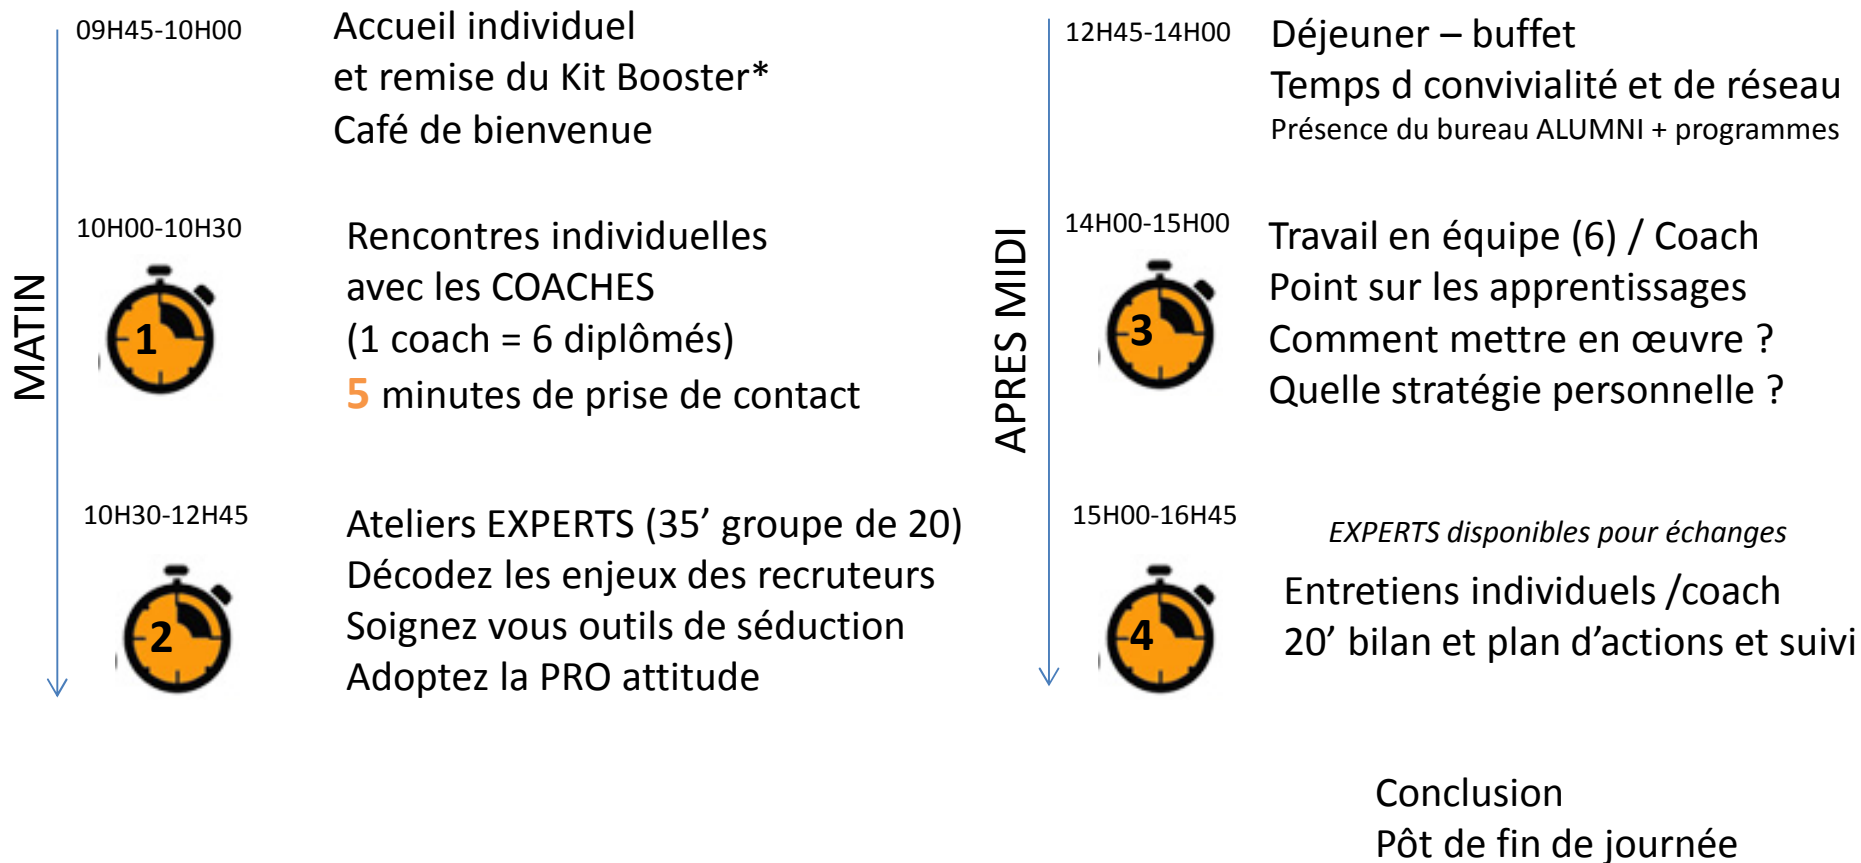 MATIN
09H45-10H00
Accueil individuel
et remise du Kit Booster*
Café de bienvenue
10H00-10H30
1
Rencontres individuelles
avec les COACHES
(1 coach = 6 diplômés)
5 minutes de prise de contact
10H30-12H45
2
Ateliers EXPERTS (35’ groupe de 20)
Décodez les enjeux des recruteurs
Soignez vous outils de séduction
Adoptez la PRO attitude
APRES MIDI
12H45-14H00
Déjeuner – buffet
Temps d convivialité et de réseau
Présence du bureau ALUMNI + programmes
14H00-15H00
3
Travail en équipe (6) / Coach
Point sur les apprentissages
Comment mettre en œuvre ?
Quelle stratégie personnelle ?
15H00-16H45
4
EXPERTS disponibles pour échanges
Entretiens individuels /coach
20’ bilan et plan d’actions et suivi
Conclusion
Pôt de fin de journée